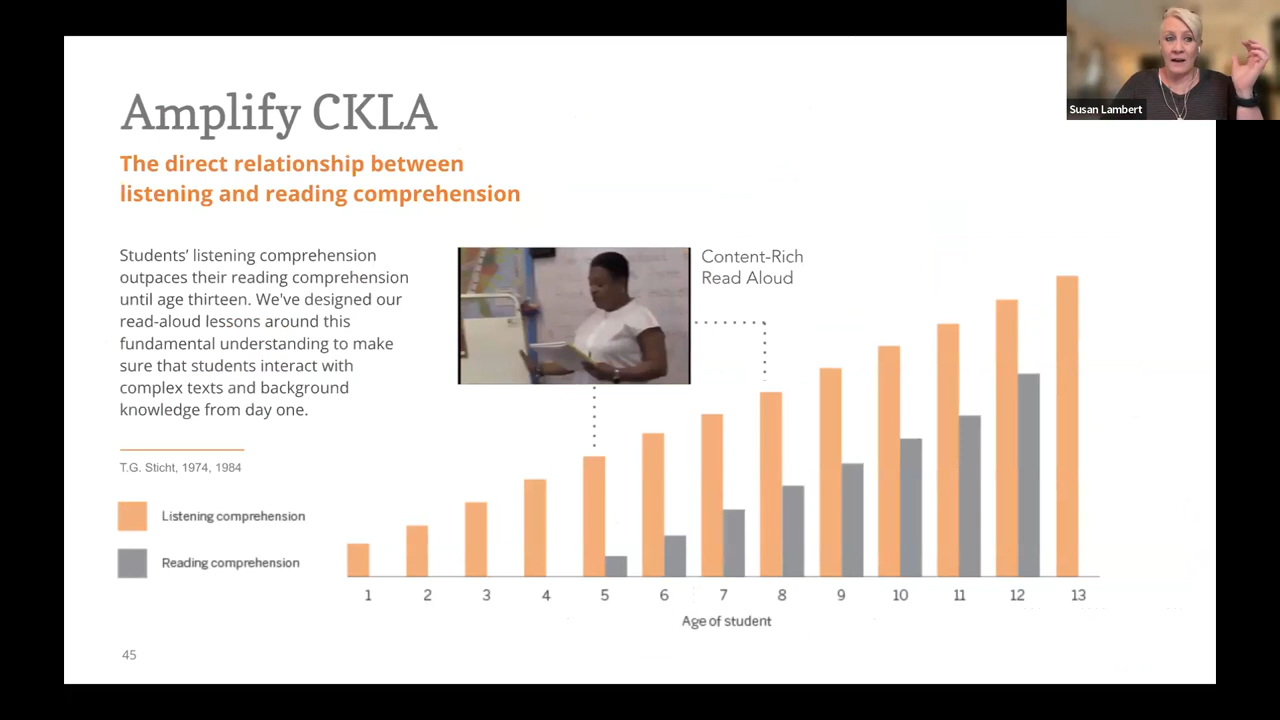 Susan Lambert
Amplify CKLA
The direct relationship between
listening and reading comprehension
Students’ listening comprehension
outpaces their reading comprehension
until age thirteen. We've designed our
read-aloud lessons around this
fundamental understanding to make
sure that students interact with
complex texts and background
knowledge from day one.
T.G. Sticht, 1974, 1984
Content-Rich
Read Aloud
Listening comprehension
Reading comprehension
1 2 3 4 5 6 7 8 9 10 11 12 13
Age of student
45